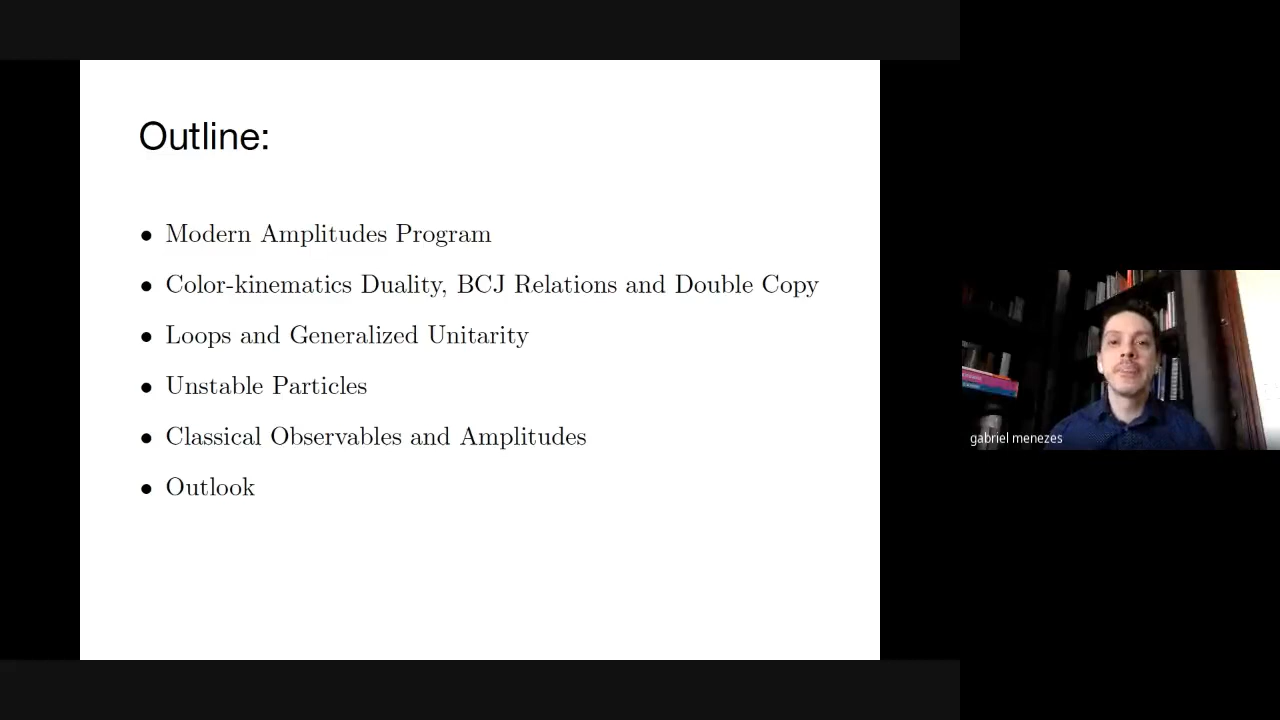 Outline:
• Modern Amplitudes Program
• Color-kinematics Duality, BCJ Relations and Double Copy
• Loops and Generalized Unitarity
• Unstable Particles
• Classical Observables and Amplitudes
• Outlook
gabriel menezes